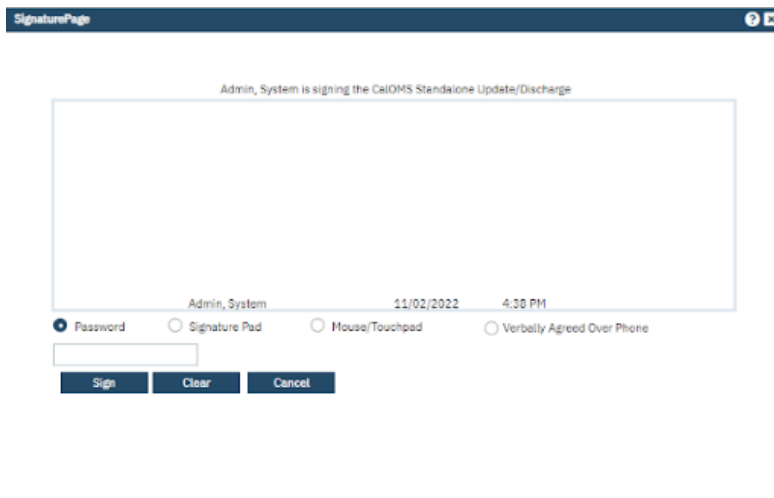 SignaturePage
Admin, System is signing the CalOMS Standalone Update/Discharge
Admin, System 11/02/2022 4:38 PM
Password Signature Pad Mouse/Touchpad Verbally Agreed Over Phone
Sign Clear Cancel